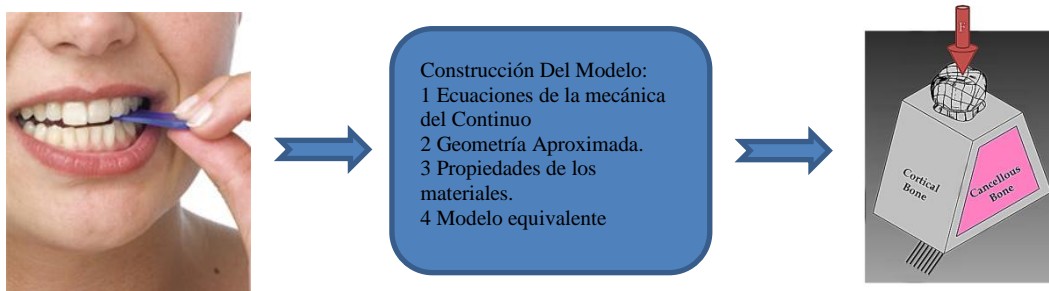 Construcción Del Modelo:
1 Ecuaciones de la mecánica
del Continuo
2 Geometría Aproximada.
3 Propiedades de los
materiales.
4 Modelo equivalente
F
Cortical
Bone
Cancellous
Bone